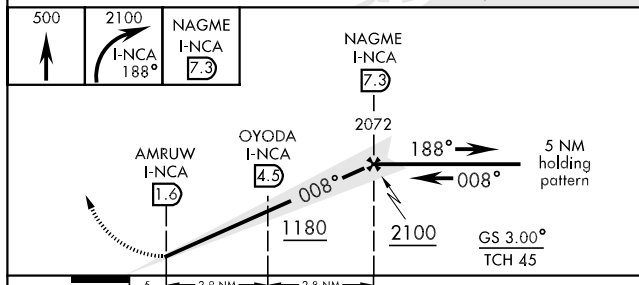 500
2100
I-NCA
188°
NAGME
I-NCA
7.3
NAGME
I-NCA
7.3
2072
AMRUW
I-NCA
1.6
OYODA
I-NCA
4.5
008°
188°
008°
5 NM
holding
pattern
1180
2100
GS 3.00°
TCH 45
2.9 NM
2.8 NM